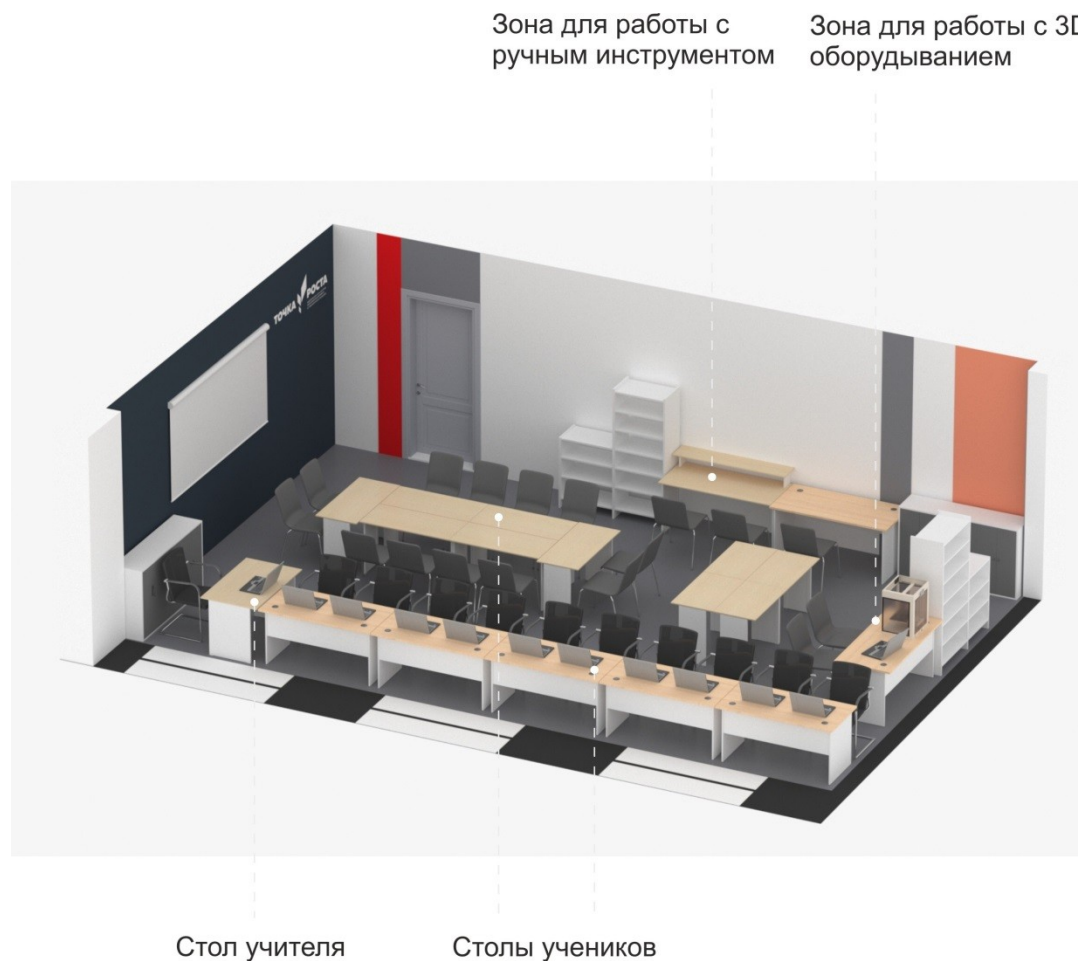 Зона для работы с
ручным инструментом
Зона для работы с 3D
оборудыванием
ТОЧКА РОСТА
Стол учителя
Столы учеников